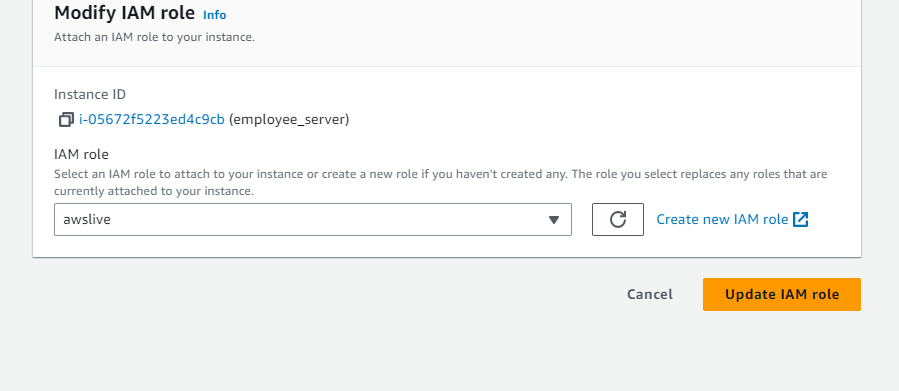 Modify IAM role Info
Attach an IAM role to your instance.
Instance ID
i-05672f5223ed4c9cb (employee_server)
IAM role
Select an IAM role to attach to your instance or create a new role if you haven't created any. The role you select replaces any roles that are
currently attached to your instance.
awslive
Create new IAM role
Cancel
Update IAM role